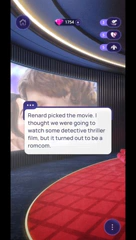 1754
Renard picked the movie. I
thought we were going to
watch some detective thriller
film, but it turned out to be a
romcom.